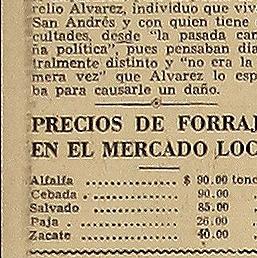 relio Alvarez, individuo que viv
San Andrés y con quien tiene
cultades, desde "la pasada cam
ña política", pues pensaban dia
tralmente distinto y "no era la
mera vez" que Alvarez lo esp
ba para causarle un daño.
PRECIOS DE FORRAJ
EN EL MERCADO LOC
Alfalfa .................. $ 90.00 tone
Cebada .................. 90.00
Salvado .................. 85.00 "
Paja .................. 26.00 "
Zacate .................. 40.00 "